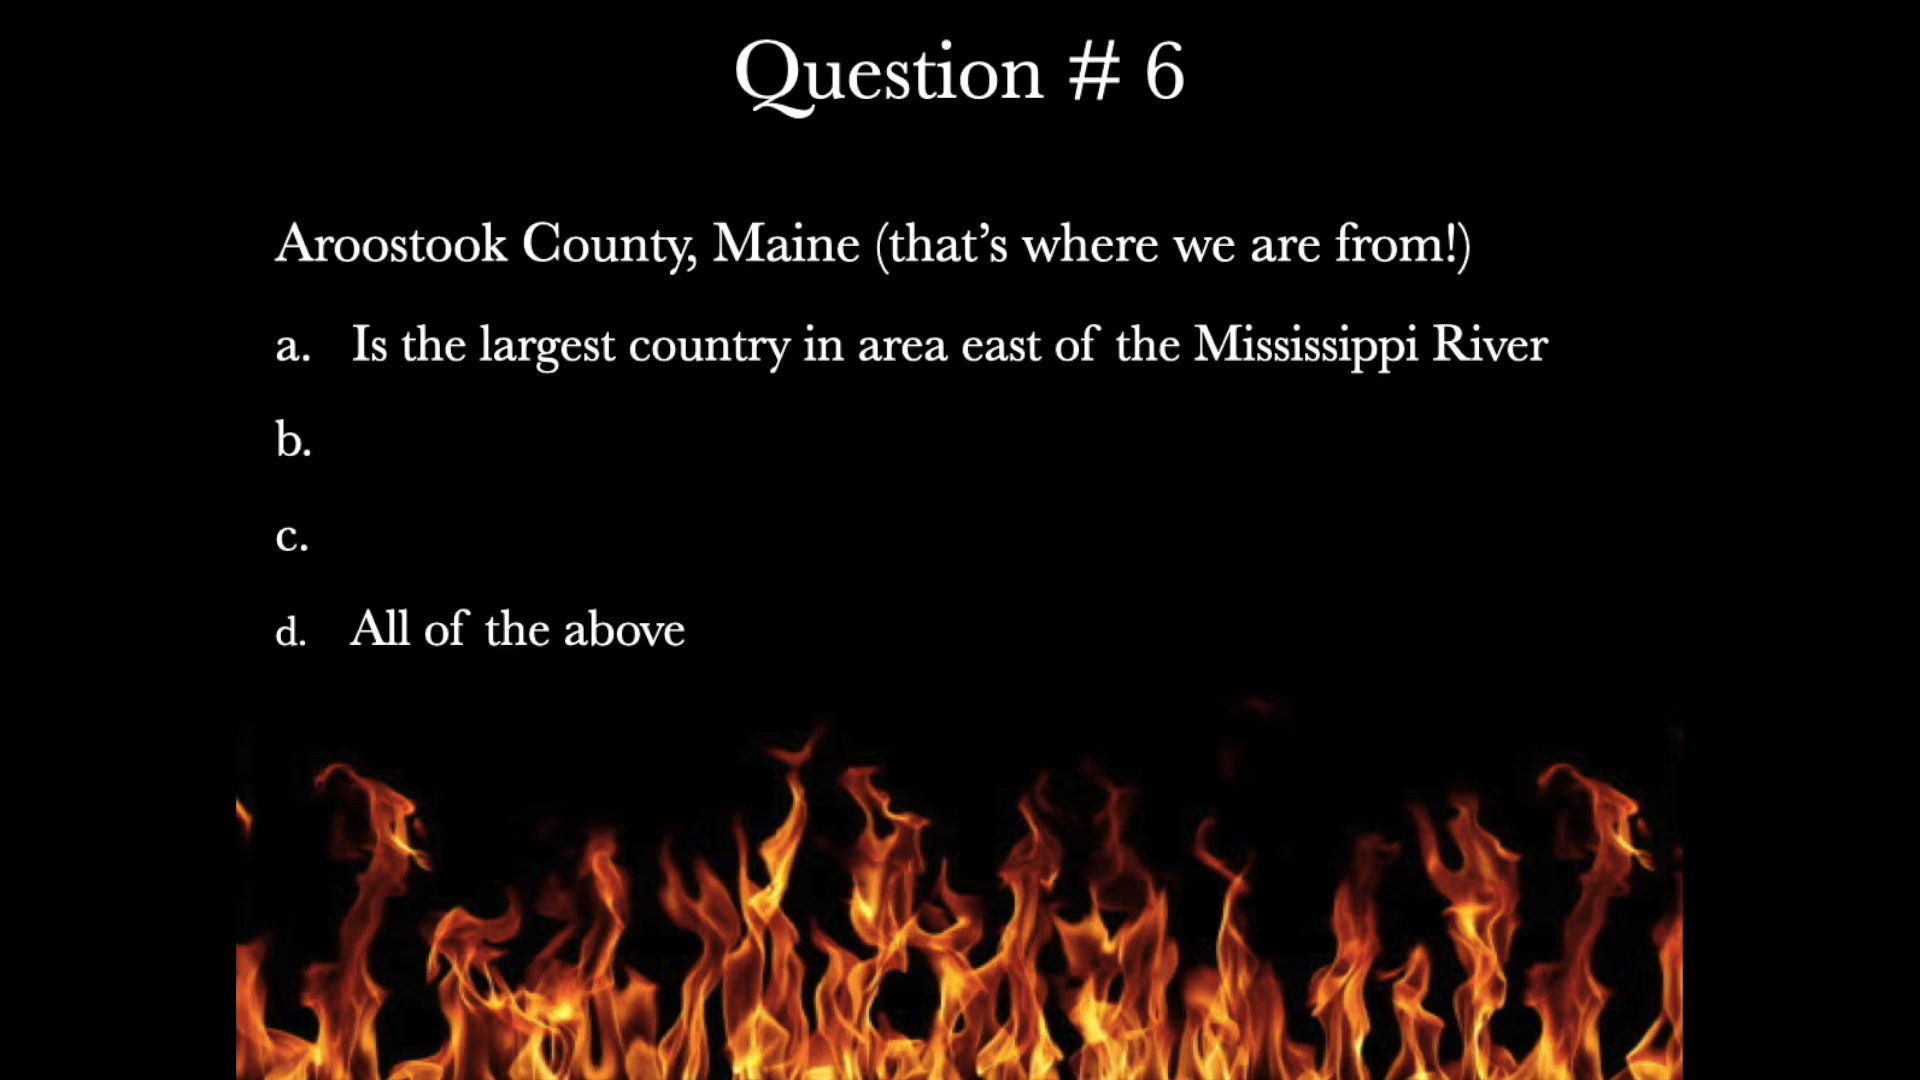 Question # 6
Aroostook County, Maine (that’s where we are from!)
a. Is the largest country in area east of the Mississippi River
b.
c.
d. All of the above